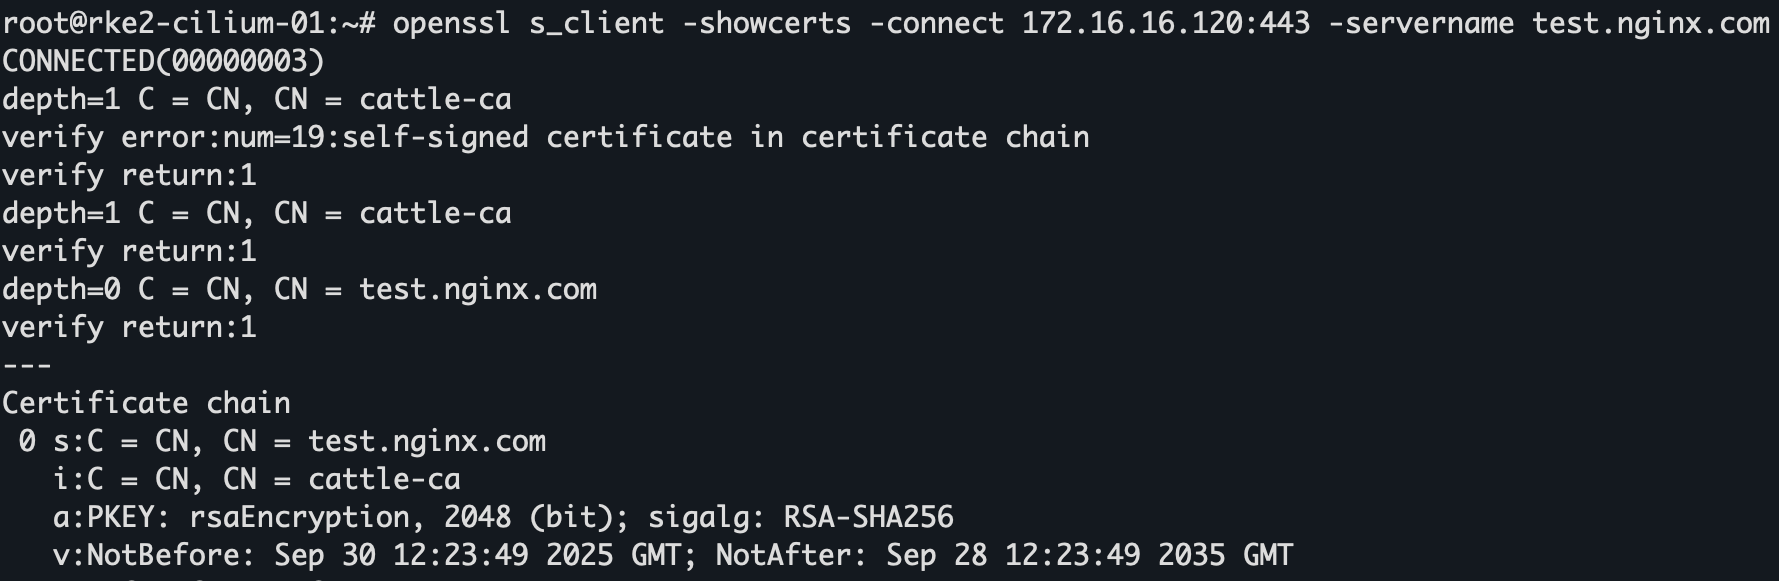 root@rke2-cilium-01:~# openssl s_client -showcerts -connect 172.16.16.120:443 -servername test.nginx.com
CONNECTED(00000003)
depth=1 C = CN, CN = cattle-ca
verify error:num=19:self-signed certificate in certificate chain
verify return:1
depth=1 C = CN, CN = cattle-ca
verify return:1
depth=0 C = CN, CN = test.nginx.com
verify return:1
---
Certificate chain
 0 s:C = CN, CN = test.nginx.com
   i:C = CN, CN = cattle-ca
   a:PKEY: rsaEncryption, 2048 (bit); sigalg: RSA-SHA256
   v:NotBefore: Sep 30 12:23:49 2025 GMT; NotAfter: Sep 28 12:23:49 2035 GMT